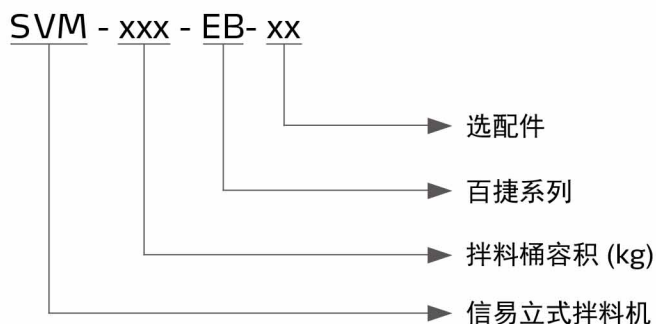 SVM - xxx - EB- xx
选配件
百捷系列
拌料桶容积 (kg)
信易立式拌料机